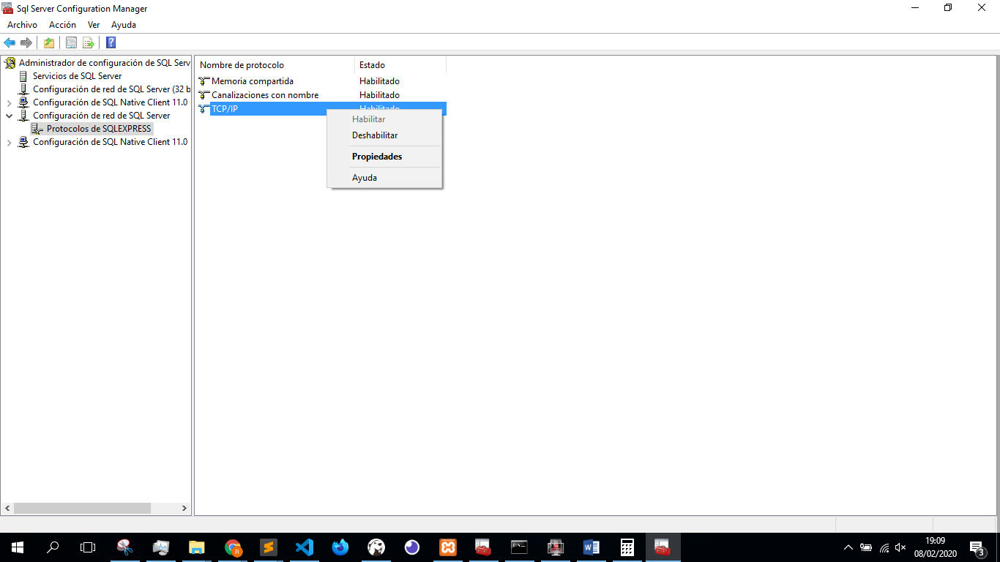 Sql Server Configuration Manager
Archivo Acción Ver Ayuda
Administrador de configuración de SQL Serv
Servicios de SQL Server
Configuración de red de SQL Server (32 b
Configuración de SQL Native Client 11.0
Configuración de red de SQL Server
Protocolos de SQLEXPRESS
Configuración de SQL Native Client 11.0
Nombre de protocolo Estado
Memoria compartida Habilitado
Canalizaciones con nombre Habilitado
TCP/IP Habilitado
Habilitar
Deshabilitar
Propiedades
Ayuda
19:09
08/02/2020
3